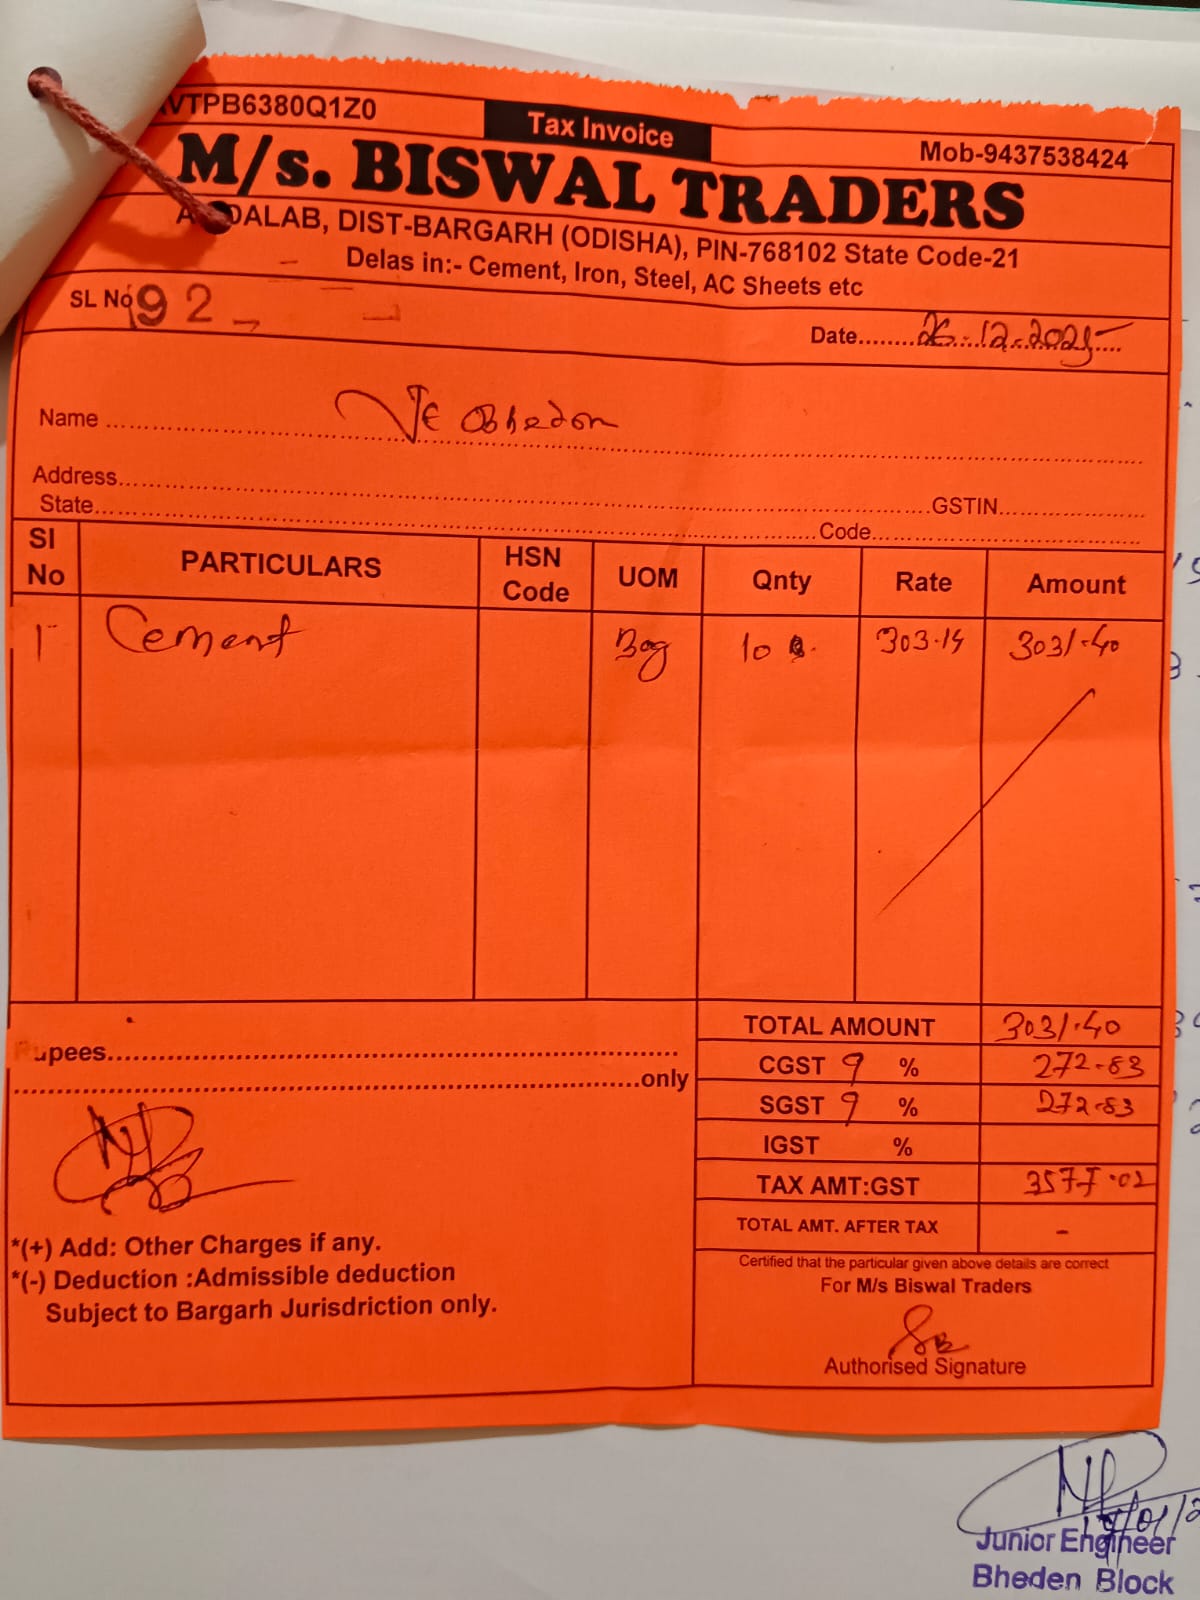 VTPB6380Q1Z0
Tax Invoice
Mob-9437538424
M/s. BISWAL TRADERS
DALAB, DIST-BARGARH (ODISHA), PIN-768102 State Code-21
Delas in:- Cement, Iron, Steel, AC Sheets etc
SL No 92
Date........26.12.2025....
Name JE Bheden
Address
State
GSTIN
Code
Sl No PARTICULARS HSN Code UOM Qnty Rate Amount
1 Cement Bag 10 303.14 3031.40
TOTAL AMOUNT 3031.40
Rupees
only
CGST 9 % 272.83
SGST 9 % 272.83
IGST %
TAX AMT:GST 3577.02
TOTAL AMT. AFTER TAX -
*(+) Add: Other Charges if any.
*(-) Deduction :Admissible deduction
Subject to Bargarh Jurisdriction only.
Certified that the particular given above details are correct
For M/s Biswal Traders
SB
Authorised Signature
Junior Engineer
Bheden Block